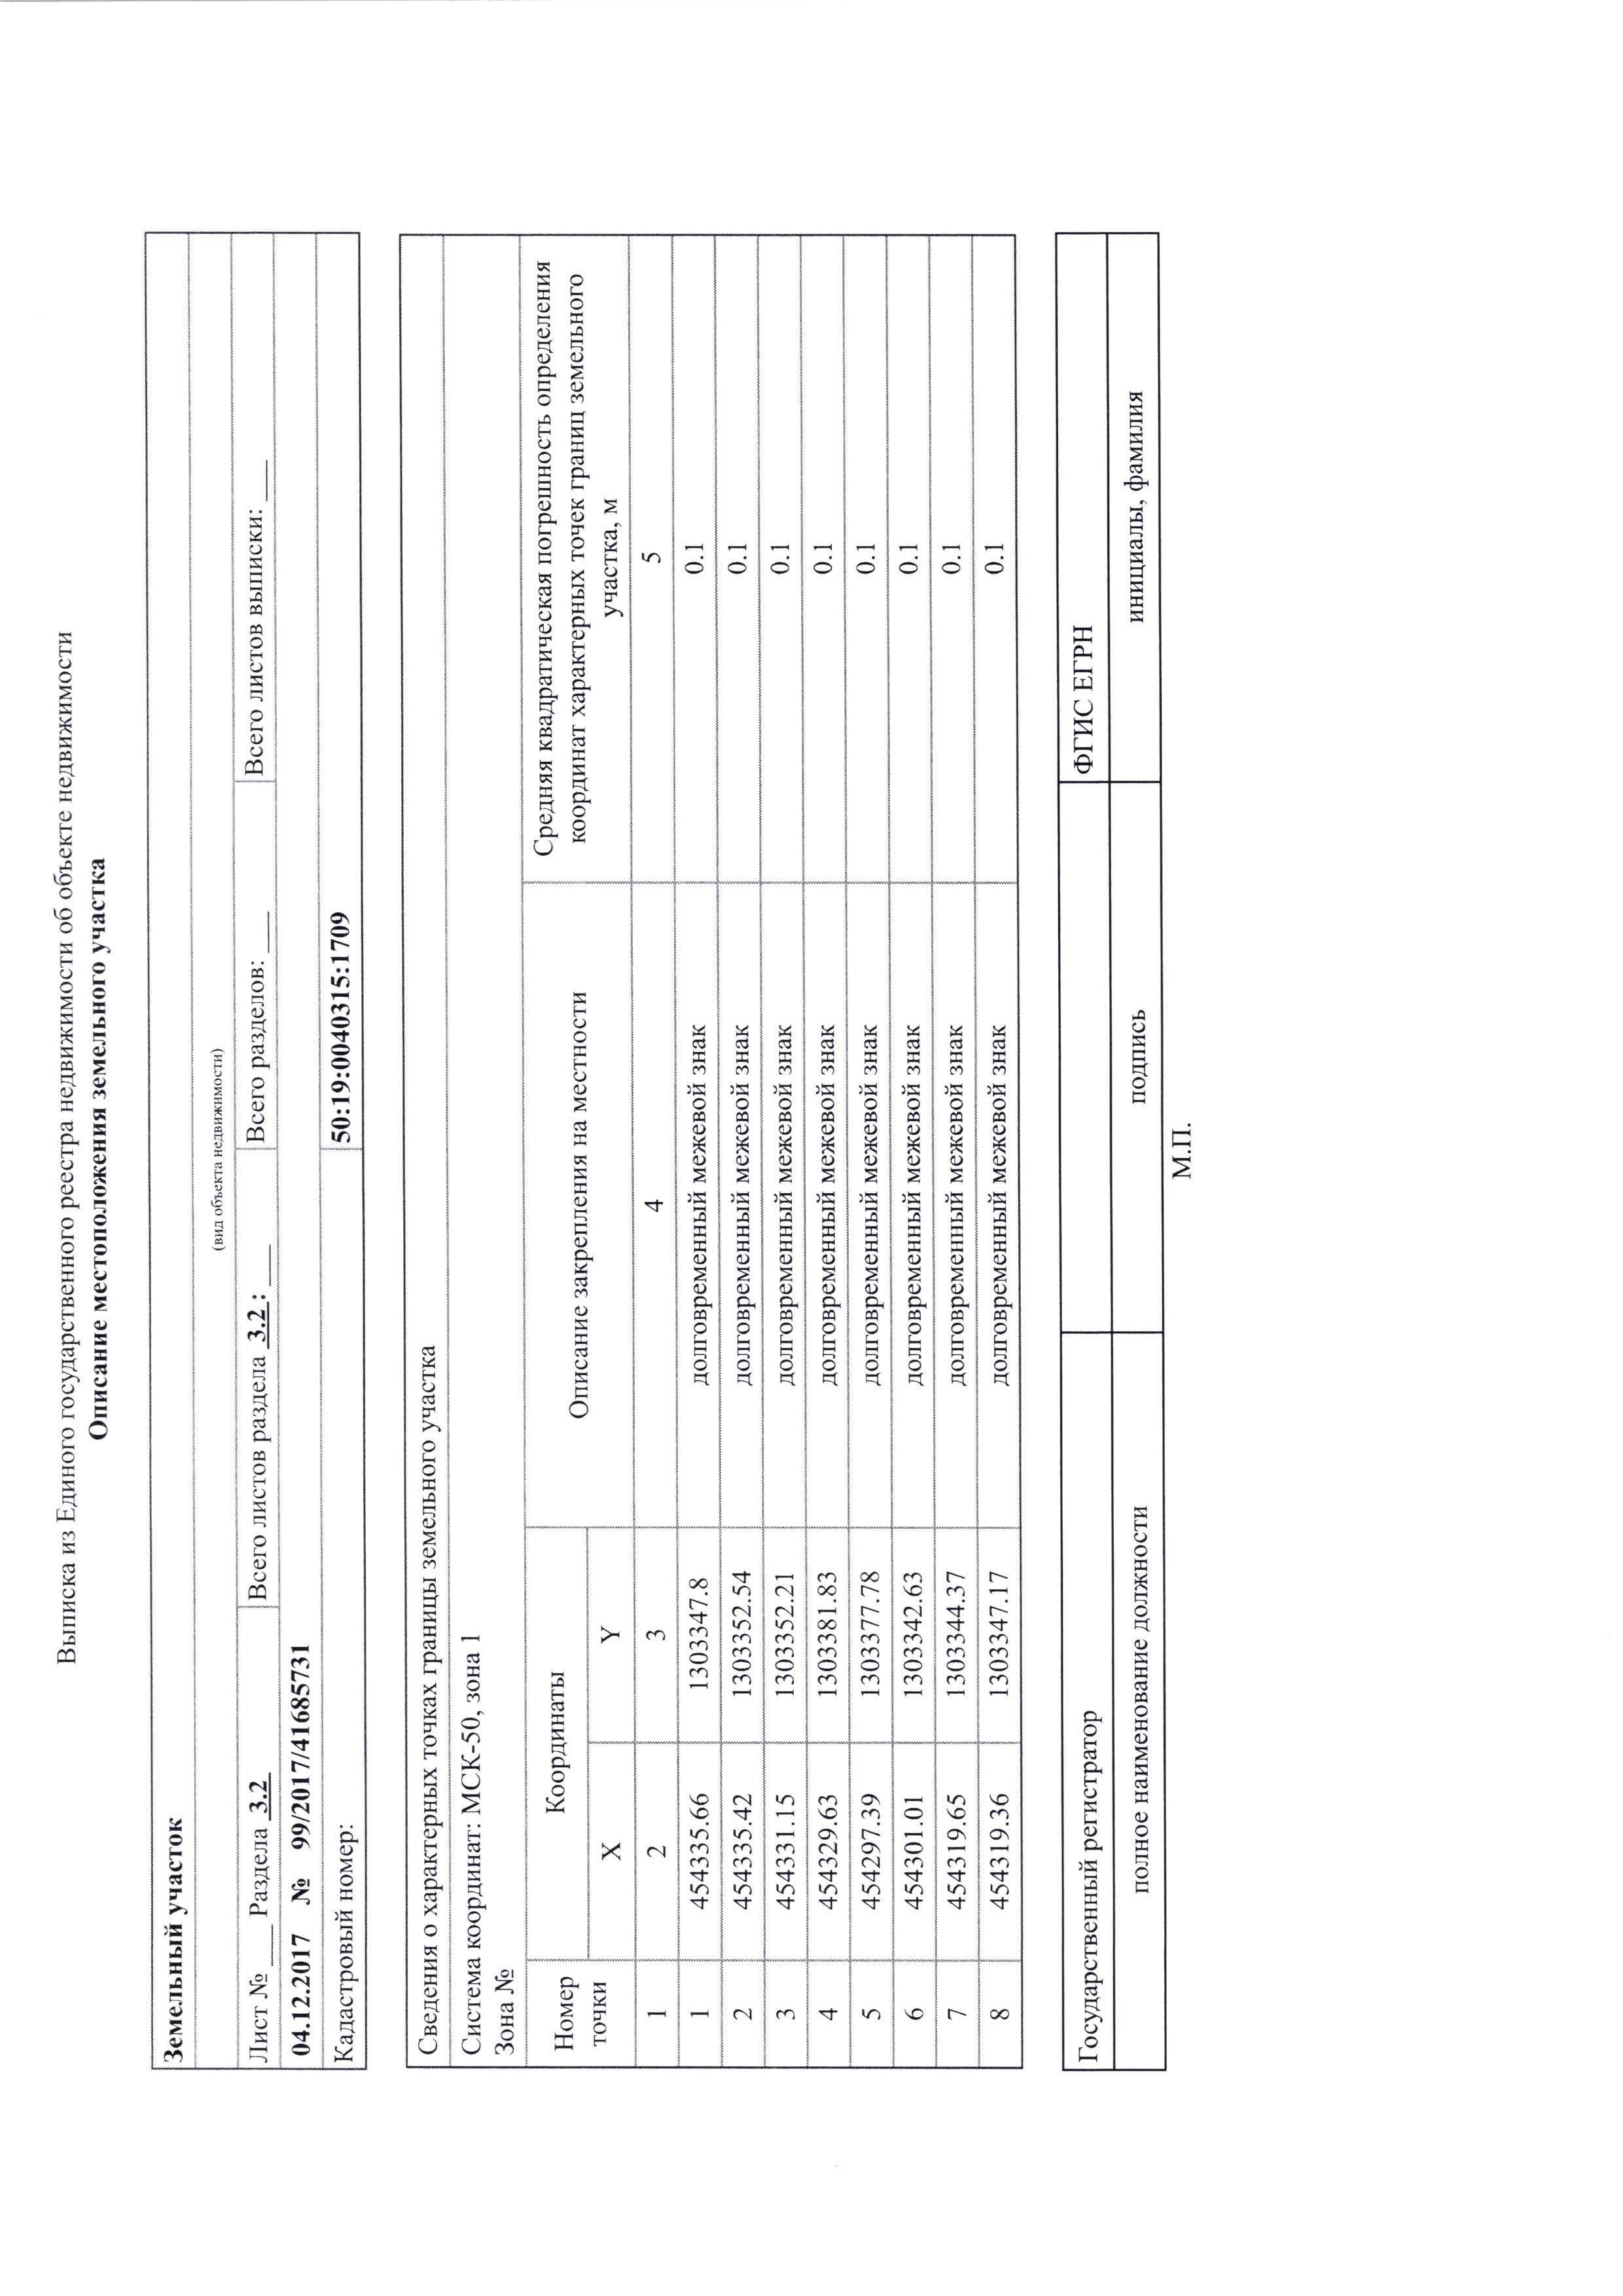 Выписка из Единого государственного реестра недвижимости об объекте недвижимости
Описание местоположения земельного участка
Земельный участок
(вид объекта недвижимости)
Лист № ___ Раздела 3.2 Всего листов раздела 3.2 : ___ Всего разделов: ___ Всего листов выписки: ___
04.12.2017 № 99/2017/41685731
Кадастровый номер: 50:19:0040315:1709
Сведения о характерных точках границы земельного участка
Система координат: МСК-50, зона 1
Зона №
Номер точки Координаты Описание закрепления на местности Средняя квадратическая погрешность определения
координат характерных точек границ земельного
участка, м
X Y
1 2 3 4 5
1 454335.66 1303347.8 долговременный межевой знак 0.1
2 454335.42 1303352.54 долговременный межевой знак 0.1
3 454331.15 1303352.21 долговременный межевой знак 0.1
4 454329.63 1303381.83 долговременный межевой знак 0.1
5 454297.39 1303377.78 долговременный межевой знак 0.1
6 454301.01 1303342.63 долговременный межевой знак 0.1
7 454319.65 1303344.37 долговременный межевой знак 0.1
8 454319.36 1303347.17 долговременный межевой знак 0.1
Государственный регистратор ФГИС ЕГРН
полное наименование должности подпись инициалы, фамилия
М.П.